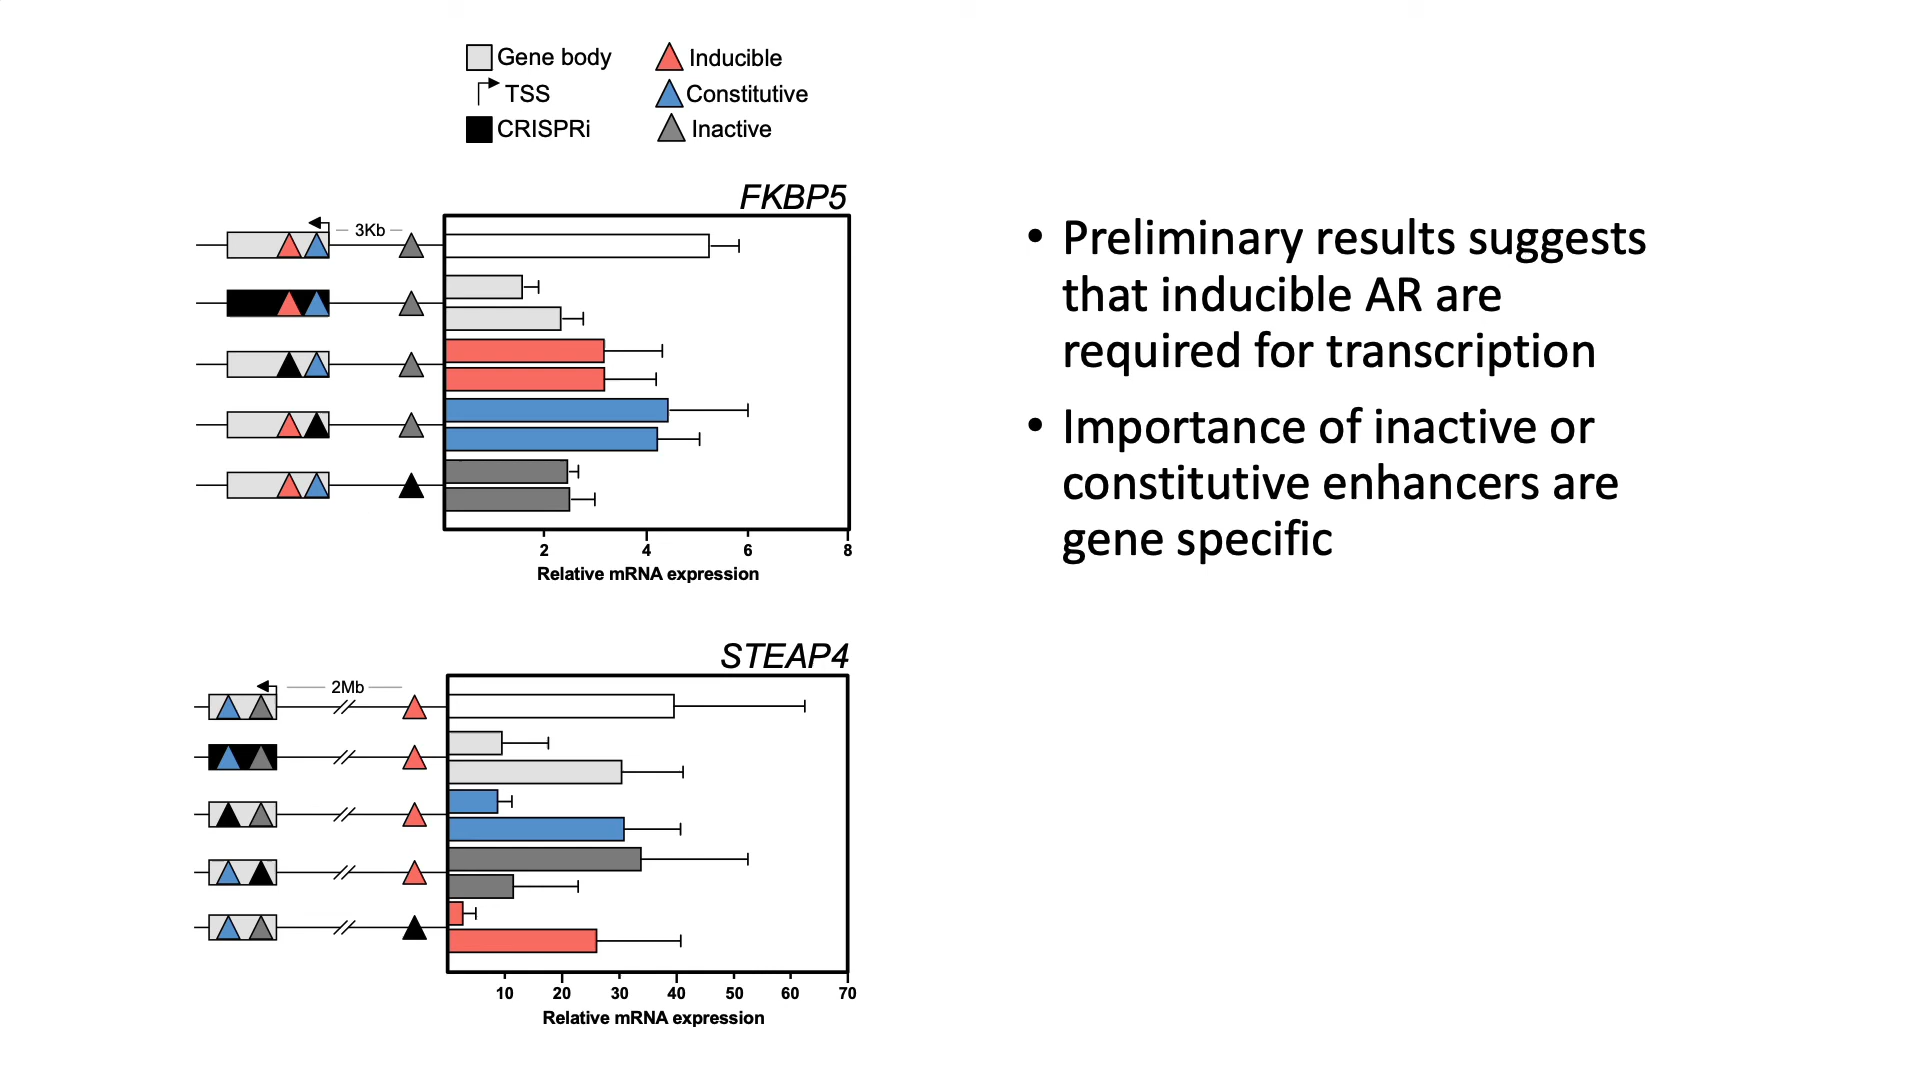 Gene body
Inducible
TSS
Constitutive
CRISPRi
Inactive
FKBP5
3Kb
2
4
6
8
Relative mRNA expression
STEAP4
2Mb
10
20
30
40
50
60
70
Relative mRNA expression
• Preliminary results suggests
that inducible AR are
required for transcription
• Importance of inactive or
constitutive enhancers are
gene specific